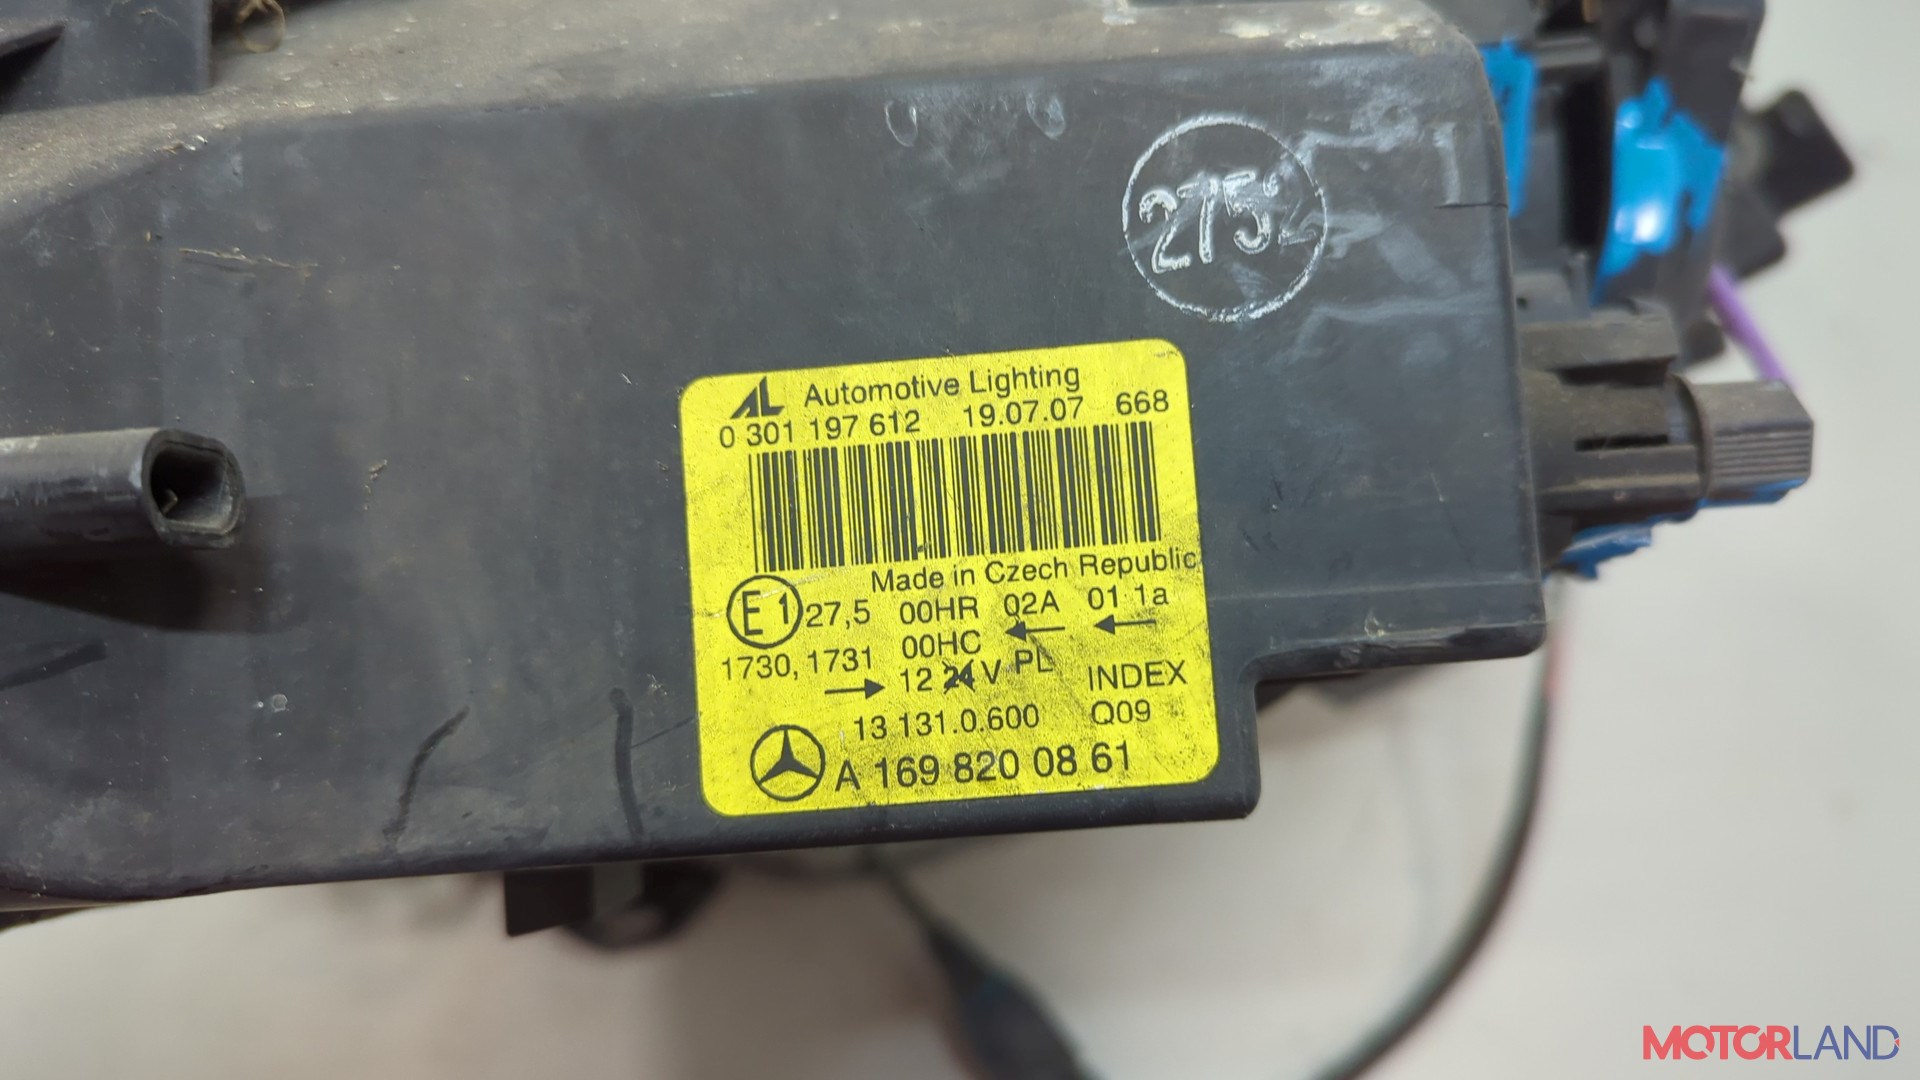 275
AL Automotive Lighting
0 301 197 612 19.07.07 668
Made in Czech Republic
E1 27,5 00HR 02A 01 1a
00HC
1730, 1731 12 24 V PL INDEX
13 131.0.600 Q09
A 169 820 08 61
MOTORLAND